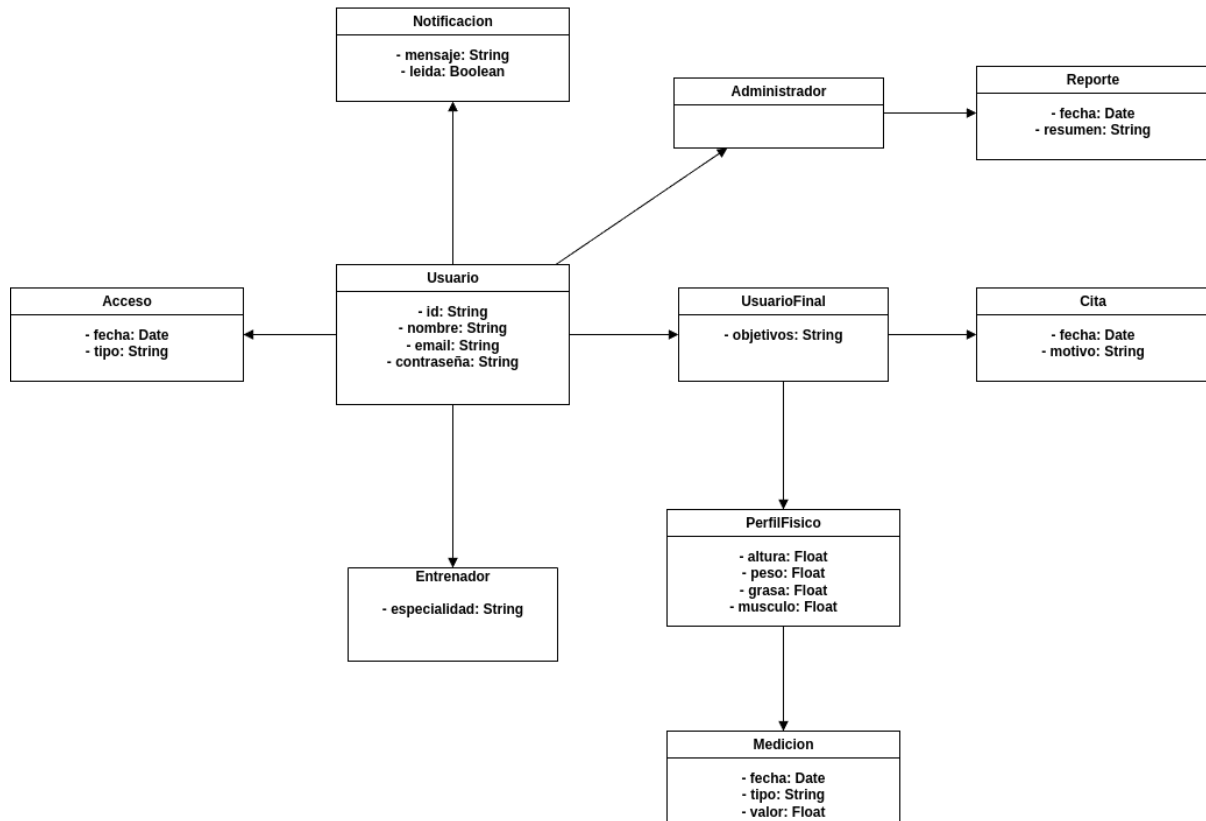 Notificacion
- mensaje: String
- leida: Boolean
Administrador
Reporte
- fecha: Date
- resumen: String
Acceso
- fecha: Date
- tipo: String
Usuario
- id: String
- nombre: String
- email: String
- contraseña: String
UsuarioFinal
- objetivos: String
Cita
- fecha: Date
- motivo: String
Entrenador
- especialidad: String
PerfilFisico
- altura: Float
- peso: Float
- grasa: Float
- musculo: Float
Medicion
- fecha: Date
- tipo: String
- valor: Float